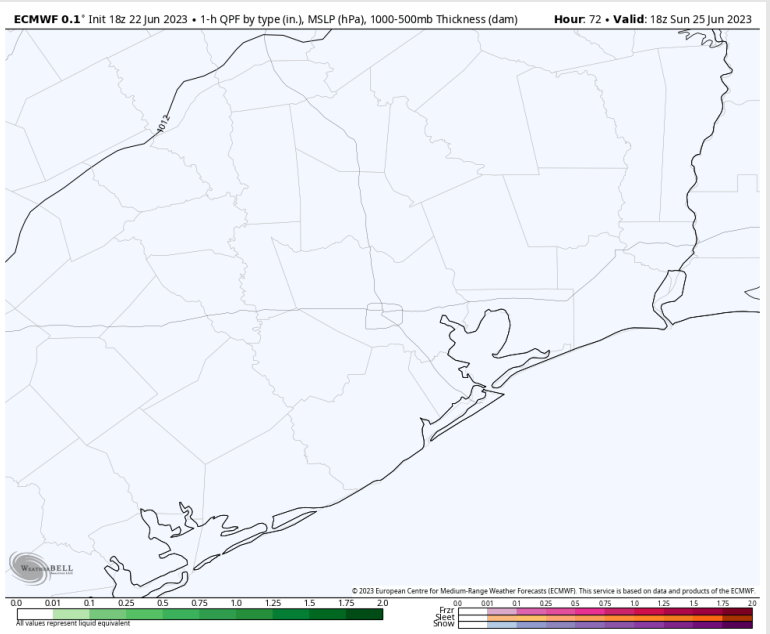 ECMWF 0.1° Init 18z 22 Jun 2023 • 1-h QPF by type (in.), MSLP (hPa), 1000-500mb Thickness (dam) Hour: 72 • Valid: 18z Sun 25 Jun 2023
1012
WEATHERBELL
© 2023 European Centre for Medium-Range Weather Forecasts (ECMWF). This service is based on data and products of the ECMWF.
0.0 0.01 0.1 0.25 0.5 0.75 1.0 1.25 1.5 1.75 2.0
All values represent liquid equivalent
0.0 0.01 0.1 0.25 0.5 0.75 1.0 1.25 1.5 1.75 2.0
Frzr
Sleet
Snow